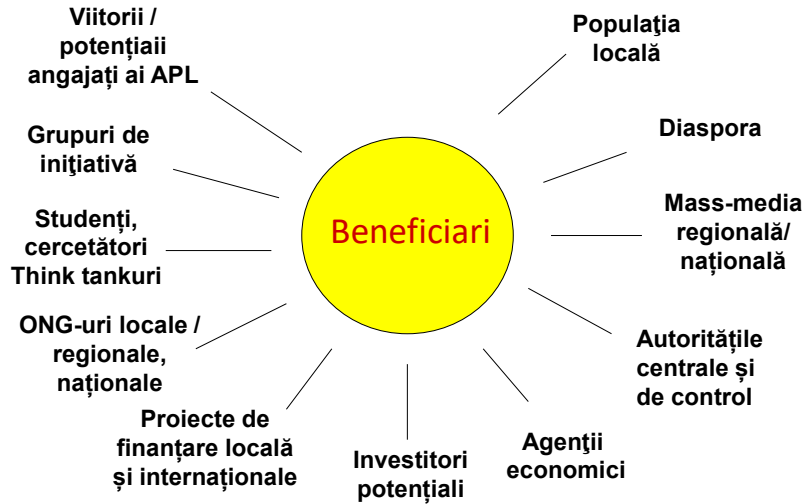 Viitorii /
potențiaii
angajați ai APL
Grupuri de
iniţiativă
Studenți,
cercetători
Think tankuri
ONG-uri locale /
regionale,
naționale
Proiecte de
finanțare locală
și internaționale
Investitori
potențiali
Agenţii
economici
Autoritățile
centrale și
de control
Mass-media
regională/
națională
Diaspora
Populaţia
locală
Beneficiari